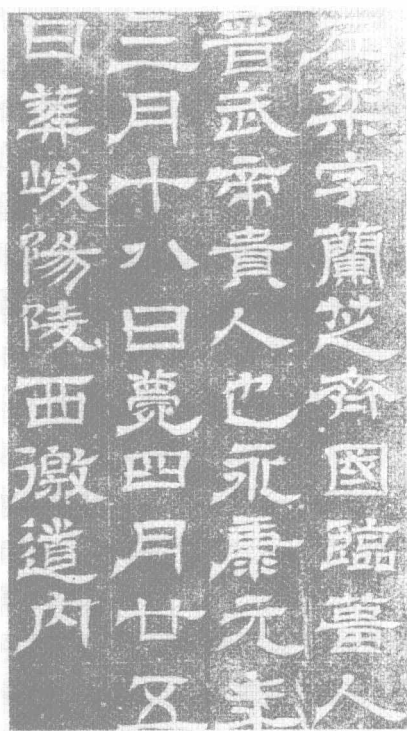 左棻字蘭芝齊國臨菑人
晉武帝貴人也永康元年
三月十八日薨四月廿五
日葬峻陽陵西徼道內